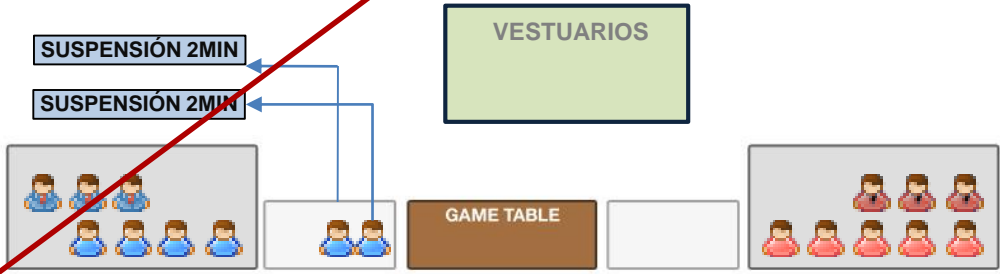 VESTUARIOS
SUSPENSIÓN 2MIN
SUSPENSIÓN 2MIN
GAME TABLE